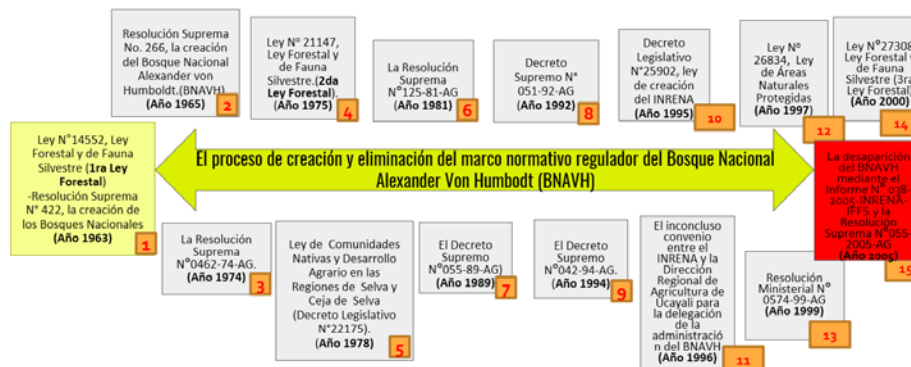 Ley N°14552, Ley
Forestal y de Fauna
Silvestre (1ra Ley
Forestal)
-Resolución Suprema
N° 422, la creación de
los Bosques Nacionales
(Año 1963)
1
Resolución Suprema
No. 266, la creación
del Bosque Nacional
Alexander von
Humboldt.(BNAVH)
(Año 1965)
2
La Resolución
Suprema
N°0462-74-AG.
(Año 1974)
3
Ley N° 21147,
Ley Forestal y
de Fauna
Silvestre.(2da
Ley Forestal).
(Año 1975)
4
Ley de Comunidades
Nativas y Desarrollo
Agrario en las
Regiones de Selva y
Ceja de Selva
(Decreto Legislativo
N°22175).
(Año 1978)
5
La Resolución
Suprema
N°125-81-AG
(Año 1981)
6
El Decreto
Supremo
N°055-89-AG)
(Año 1989)
7
Decreto
Supremo N°
051-92-AG
(Año 1992)
8
El Decreto
Supremo
N°042-94-AG.
(Año 1994)
9
Decreto
Legislativo
N°25902, ley
de creación
del INRENA
(Año 1995)
10
El inconcluso
convenio
entre el
INRENA y la
Dirección
Regional de
Agricultura de
Ucayali para
la delegación
de la
administració
n del BNAVH
(Año 1996)
11
Ley N°
26834, Ley
de Áreas
Naturales
Protegidas
(Año 1997)
12
Resolución
Ministerial N°
0574-99-AG
(Año 1999)
13
Ley N°27308
Ley Forestal y
de Fauna
Silvestre (3ra
Ley Forestal)
(Año 2000)
14
La desaparición
del BNAVH
mediante el
Informe N° 038-
2005-INRENA-
IFFS y la
Resolución
Suprema N°055-
2005-AG
(Año 2005)
15
El proceso de creación y eliminación del marco normativo regulador del Bosque Nacional
Alexander Von Humbodt (BNAVH)